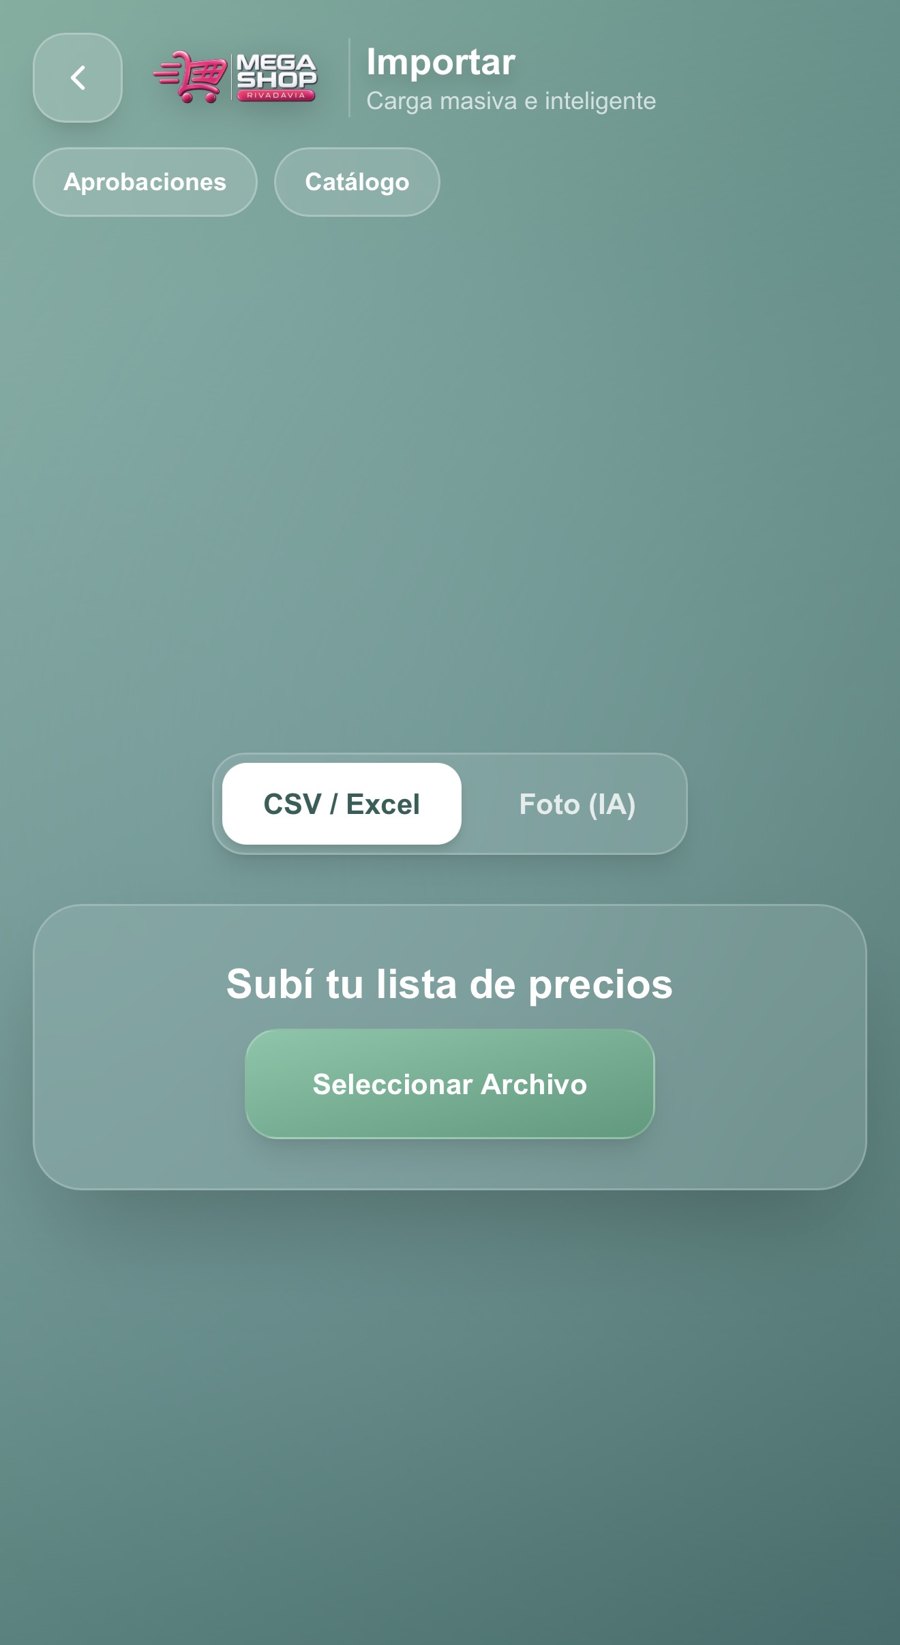 MEGA
SHOP
RIVADAVIA
Importar
Carga masiva e inteligente
Aprobaciones
Catálogo
CSV / Excel
Foto (IA)
Subí tu lista de precios
Seleccionar Archivo